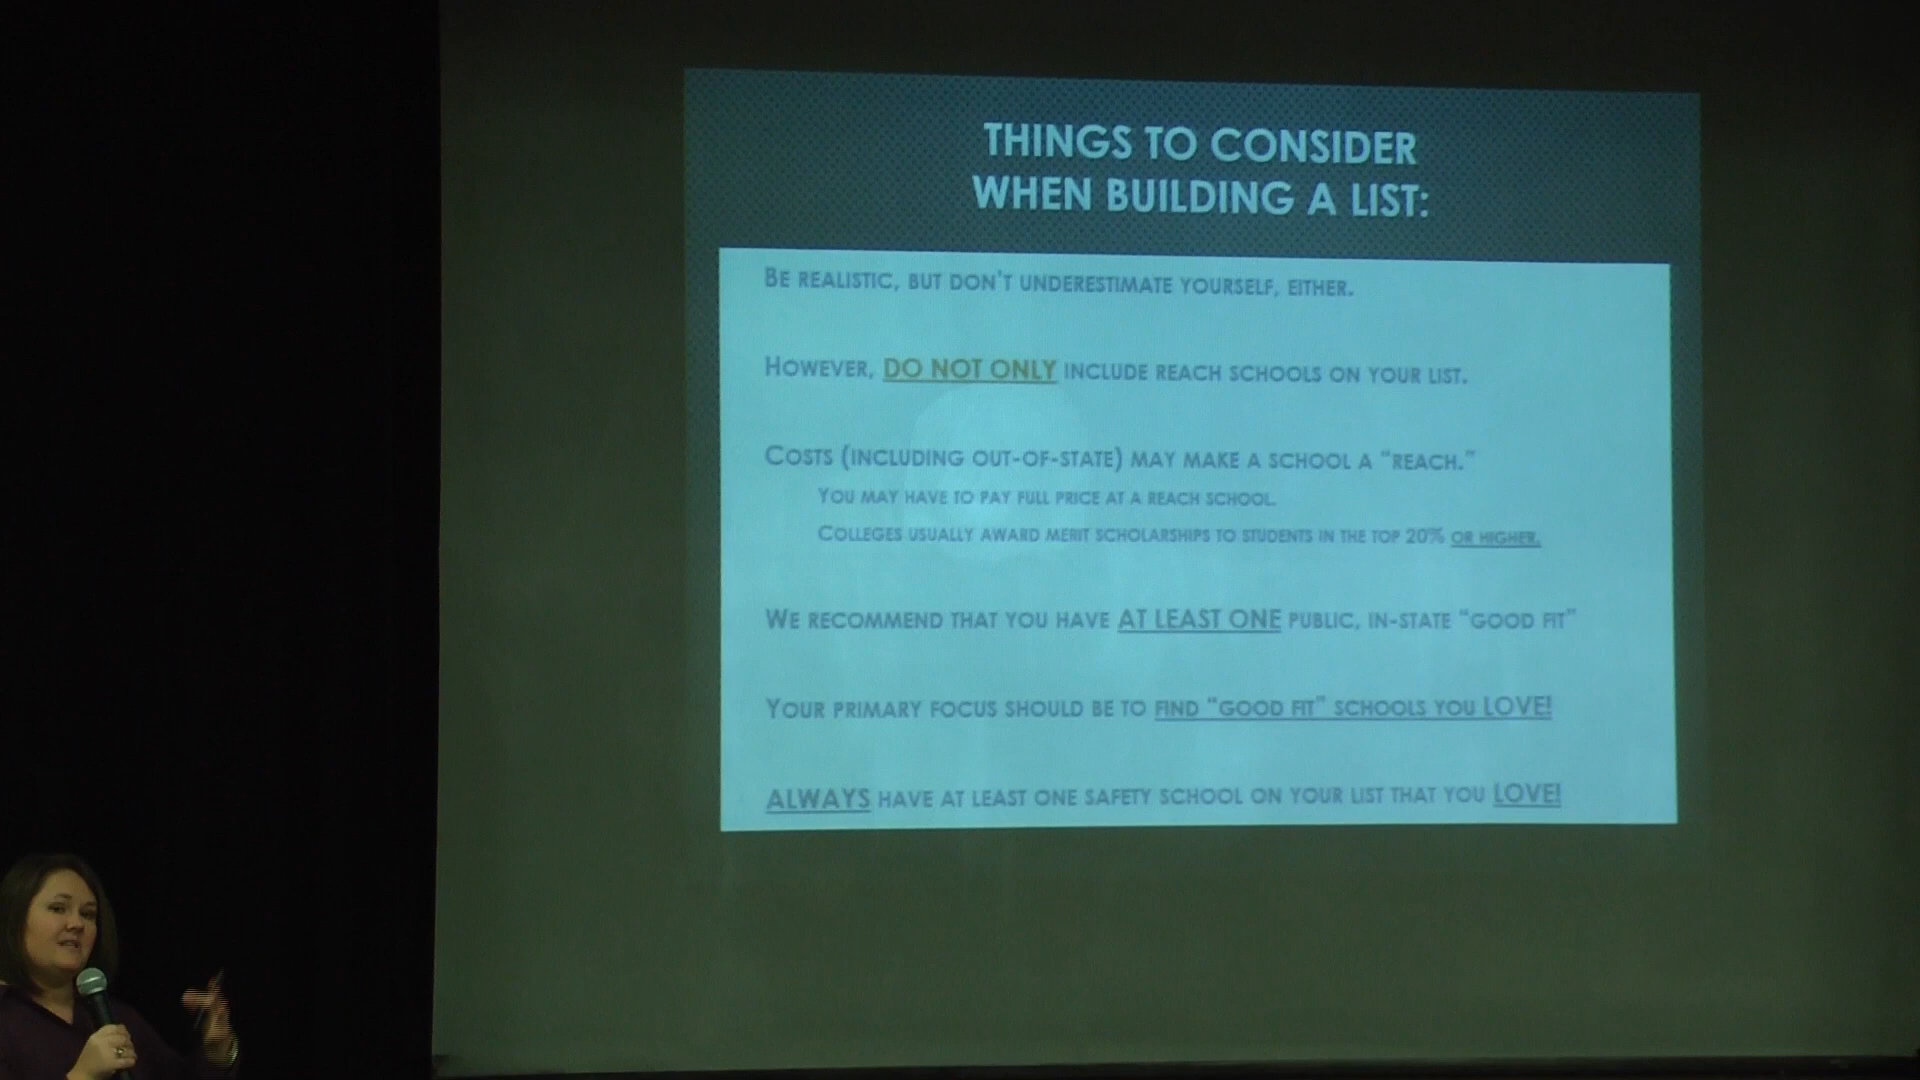 THINGS TO CONSIDER
WHEN BUILDING A LIST:
BE REALISTIC, BUT DON'T UNDERESTIMATE YOURSELF, EITHER.
HOWEVER, DO NOT ONLY INCLUDE REACH SCHOOLS ON YOUR LIST.
COSTS (INCLUDING OUT-OF-STATE) MAY MAKE A SCHOOL A "REACH."
YOU MAY HAVE TO PAY FULL PRICE AT A REACH SCHOOL.
COLLEGES USUALLY AWARD MERIT SCHOLARSHIPS TO STUDENTS IN THE TOP 20% OR HIGHER.
WE RECOMMEND THAT YOU HAVE AT LEAST ONE PUBLIC, IN-STATE "GOOD FIT"
YOUR PRIMARY FOCUS SHOULD BE TO FIND "GOOD FIT" SCHOOLS YOU LOVE!
ALWAYS HAVE AT LEAST ONE SAFETY SCHOOL ON YOUR LIST THAT YOU LOVE!